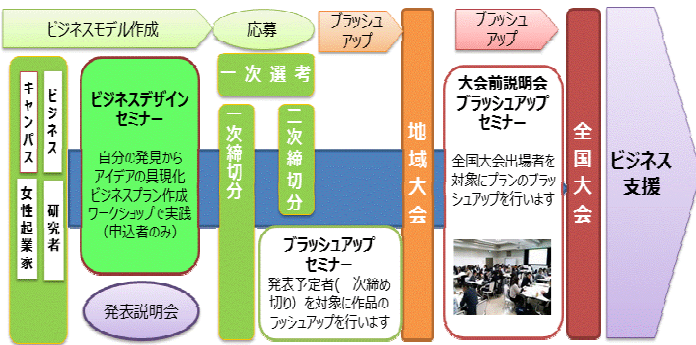 ビジネスモデル作成
応募
ブラッシュ
アップ
ブラッシュ
アップ
一次選考
キャンパス
ビジネス
女性起業家
研究者
ビジネスデザイン
セミナー
自分の発見から
アイデアの具現化
ビジネスプラン作成
ワークショップで実践
(申込者のみ)
発表説明会
一次締切分
二次締切分
ブラッシュアップ
セミナー
発表予定者( 次締め
切り)を対象に作品の
ラッシュアップを行います
地域大会
大会前説明会
ブラッシュアップ
セミナー
全国大会出場者を
対象にプランのブラッ
シュアップを行います
全国大会
ビジネス
支援